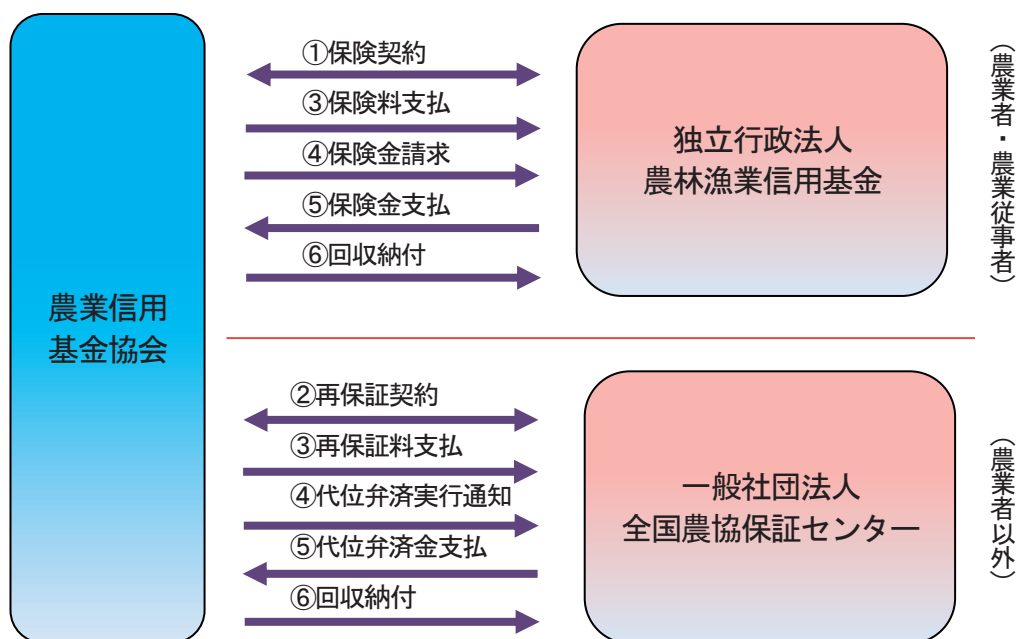 農業信用
基金協会
①保険契約
③保険料支払
④保険金請求
⑤保険金支払
⑥回収納付
独立行政法人
農林漁業信用基金
（農業者・農業従事者）
②再保証契約
③再保証料支払
④代位弁済実行通知
⑤代位弁済金支払
⑥回収納付
一般社団法人
全国農協保証センター
（農業者以外）